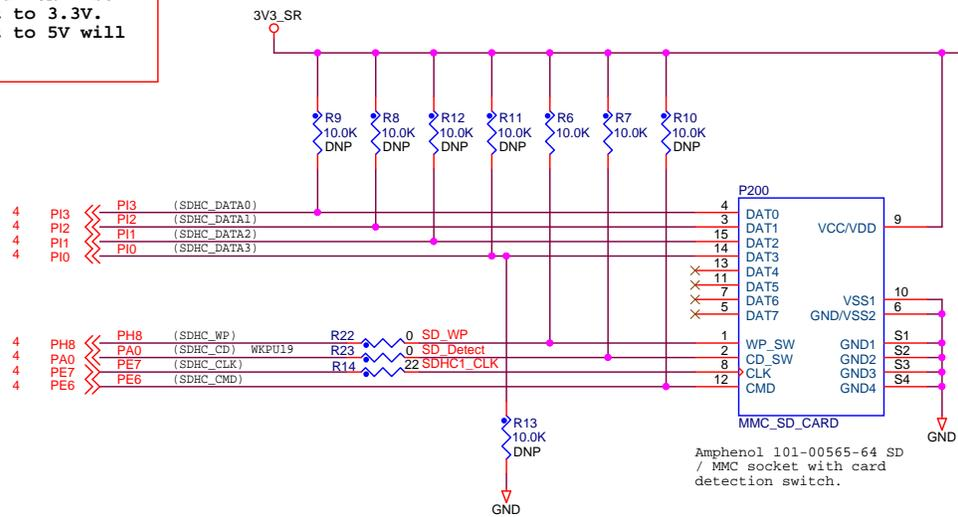 to 3.3V.
to 5V will
3V3_SR
R9
10.0K
DNP
R8
10.0K
DNP
R12
10.0K
DNP
R11
10.0K
DNP
R6
10.0K
R7
10.0K
R10
10.0K
DNP
P200
4 PI3 PI3 (SDHC_DATA0) 4 DAT0
4 PI2 PI2 (SDHC_DATA1) 3 DAT1 VCC/VDD 9
4 PI1 PI1 (SDHC_DATA2) 15 DAT2
4 PI0 PI0 (SDHC_DATA3) 14 DAT3
13 DAT4
11 DAT5
7 DAT6 VSS1 10
5 DAT7 GND/VSS2 6
4 PH8 PH8 (SDHC_WP) R22 0 SD_WP 1 WP_SW GND1 S1
4 PA0 PA0 (SDHC_CD) WKPU19 R23 0 SD_Detect 2 CD_SW GND2 S2
4 PE7 PE7 (SDHC_CLK) R14 22 SDHC1_CLK 8 CLK GND3 S3
4 PE6 PE6 (SDHC_CMD) 12 CMD GND4 S4
R13
10.0K
DNP
GND
MMC_SD_CARD
GND
Amphenol 101-00565-64 SD
/ MMC socket with card
detection switch.